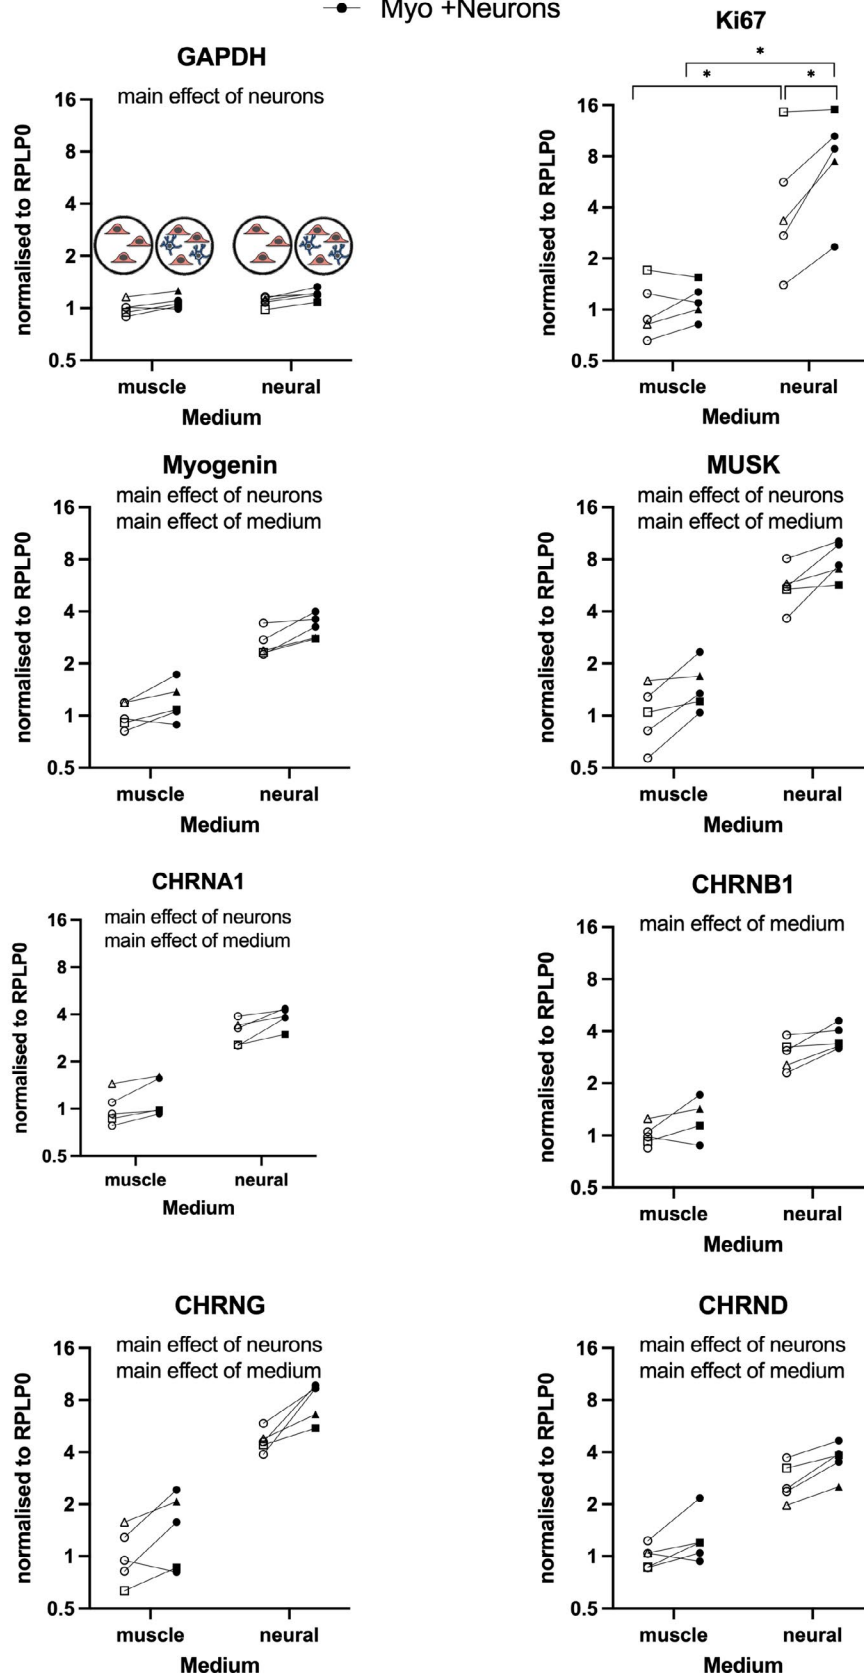 Myo +Neurons
GAPDH
main effect of neurons
normalised to RPLP0
16
8
4
2
1
0.5
muscle
neural
Medium
Ki67
*
*
*
normalised to RPLP0
16
8
4
2
1
0.5
muscle
neural
Medium
Myogenin
main effect of neurons
main effect of medium
normalised to RPLP0
16
8
4
2
1
0.5
muscle
neural
Medium
MUSK
main effect of neurons
main effect of medium
normalised to RPLP0
16
8
4
2
1
0.5
muscle
neural
Medium
CHRNA1
main effect of neurons
main effect of medium
normalised to RPLP0
16
8
4
2
1
0.5
muscle
neural
Medium
CHRNB1
main effect of medium
normalised to RPLP0
16
8
4
2
1
0.5
muscle
neural
Medium
CHRNG
main effect of neurons
main effect of medium
normalised to RPLP0
16
8
4
2
1
0.5
muscle
neural
Medium
CHRND
main effect of neurons
main effect of medium
normalised to RPLP0
16
8
4
2
1
0.5
muscle
neural
Medium